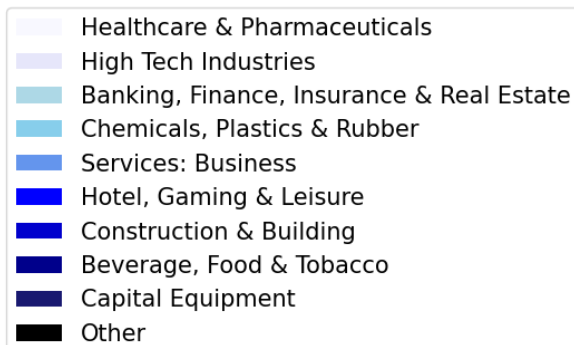 Healthcare & Pharmaceuticals
High Tech Industries
Banking, Finance, Insurance & Real Estate
Chemicals, Plastics & Rubber
Services: Business
Hotel, Gaming & Leisure
Construction & Building
Beverage, Food & Tobacco
Capital Equipment
Other